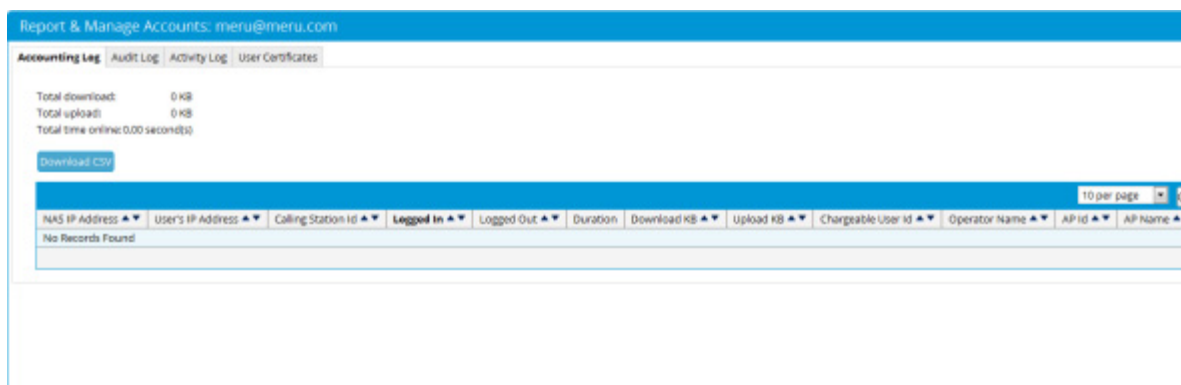 Report & Manage Accounts: meru@meru.com
Accounting Log Audit Log Activity Log User Certificates
Total download: 0 KB
Total upload: 0 KB
Total time online: 0.00 second(s)
Download CSV
10 per page
NAS IP Address User's IP Address Calling Station Id Logged In Logged Out Duration Download KB Upload KB Chargeable User Id Operator Name AP Id AP Name
No Records Found